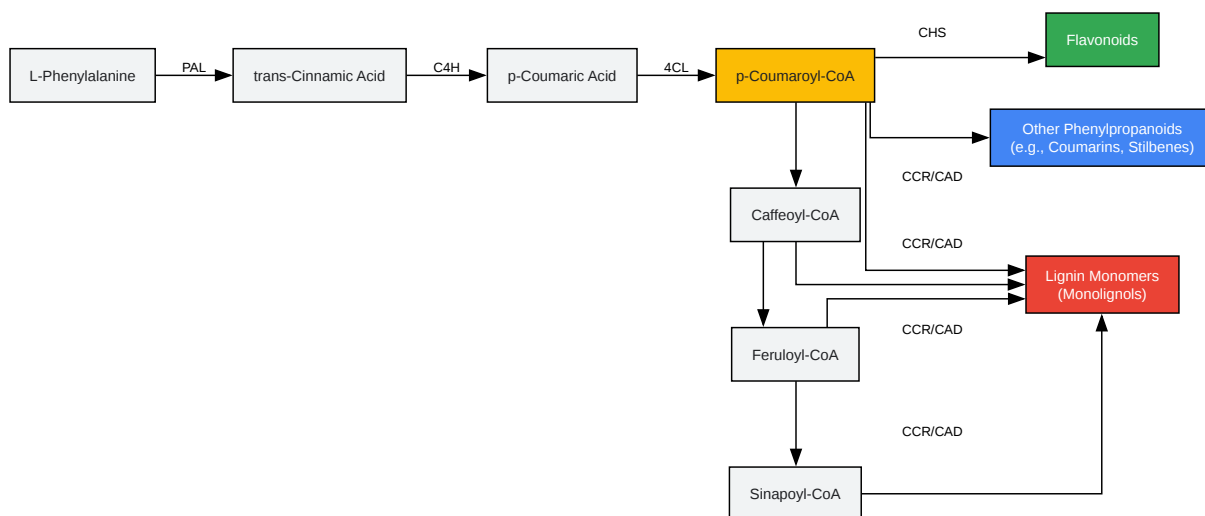 CHS
Flavonoids
L-Phenylalanine
PAL
trans-Cinnamic Acid
C4H
p-Coumaric Acid
4CL
p-Coumaroyl-CoA
Other Phenylpropanoids
(e.g., Coumarins, Stilbenes)
CCR/CAD
Caffeoyl-CoA
CCR/CAD
Lignin Monomers
(Monolignols)
CCR/CAD
Feruloyl-CoA
CCR/CAD
Sinapoyl-CoA